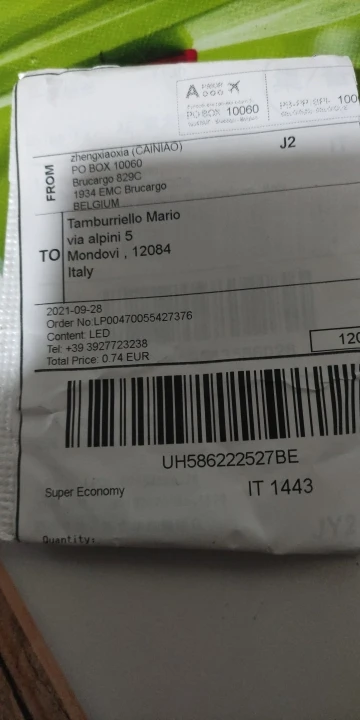 A PRIOR
PO BOX 10060
J2
FROM
zhengxiaoxia (CAINIAO)
PO BOX 10060
Brucargo 829C
1934 EMC Brucargo
BELGIUM
TO
Tamburriello Mario
via alpini 5
Mondovi , 12084
Italy
2021-09-28
Order No:LP00470055427376
Content: LED
Tel: +39 3927723238
Total Price: 0.74 EUR
120
UH586222527BE
Super Economy
IT 1443
Quantity: